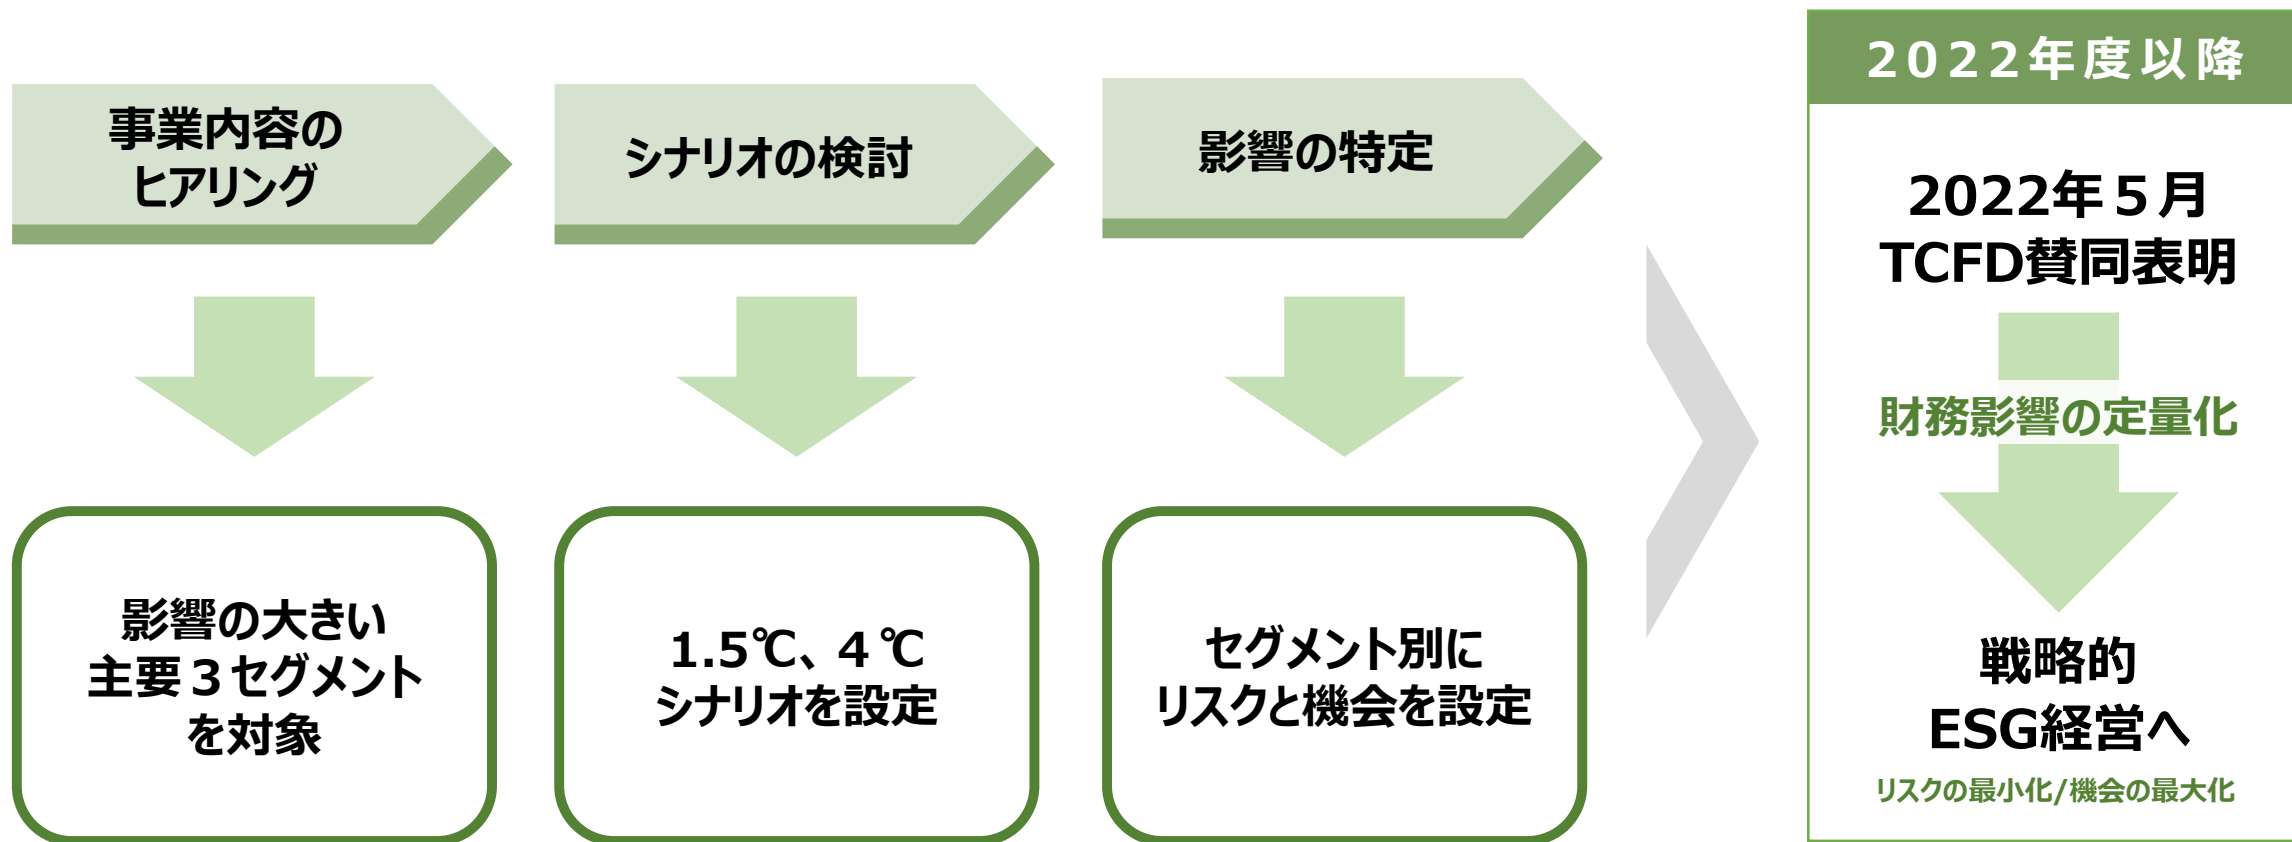 事業内容の
ヒアリング
シナリオの検討
影響の特定
影響の大きい
主要３セグメント
を対象
1.5℃、４℃
シナリオを設定
セグメント別に
リスクと機会を設定
2022年度以降
2022年５月
TCFD賛同表明
財務影響の定量化
戦略的
ESG経営へ
リスクの最小化/機会の最大化